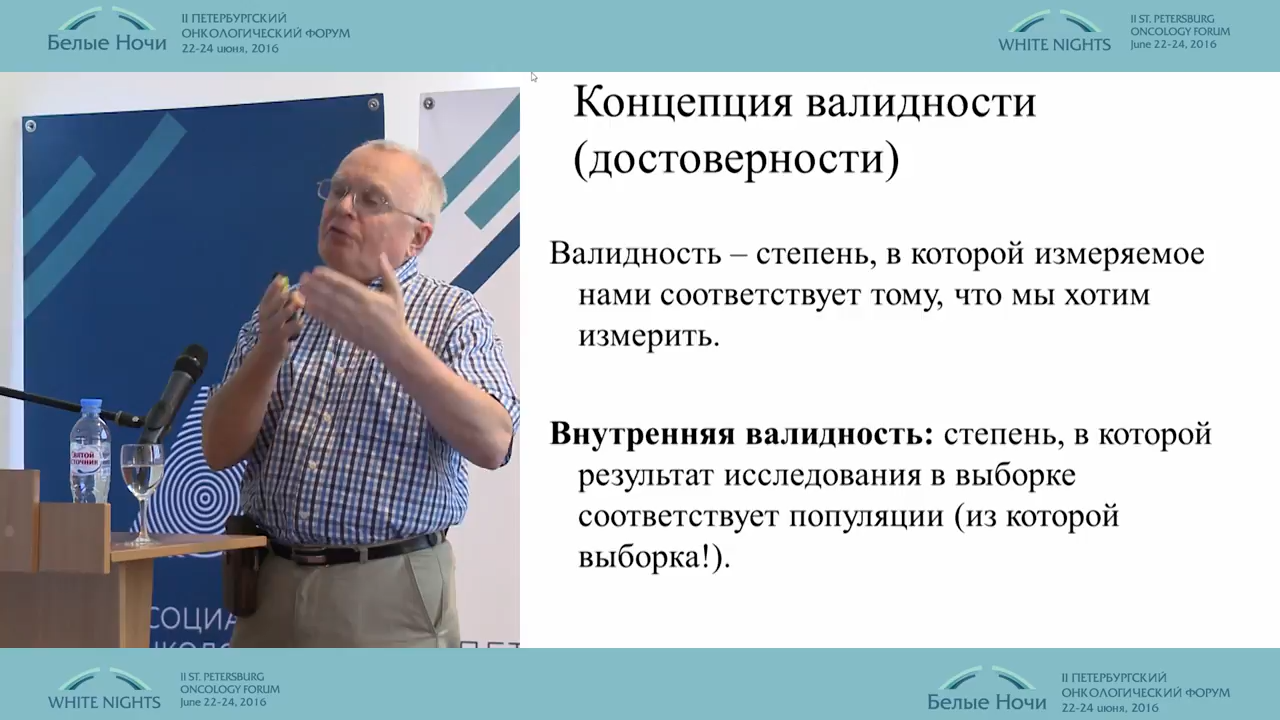 Белые Ночи
II ПЕТЕРБУРГСКИЙ
ОНКОЛОГИЧЕСКИЙ ФОРУМ
22-24 июня, 2016
WHITE NIGHTS
II ST. PETERSBURG
ONCOLOGY FORUM
June 22-24, 2016
Концепция валидности
(достоверности)
Валидность – степень, в которой измеряемое
нами соответствует тому, что мы хотим
измерить.
Внутренняя валидность: степень, в которой
результат исследования в выборке
соответствует популяции (из которой
выборка!).
СВЯТОЙ
ИСТОЧНИК
СОЦИА
WHITE NIGHTS
II ST. PETERSBURG
ONCOLOGY FORUM
June 22-24, 2016
Белые Ночи
II ПЕТЕРБУРГСКИЙ
ОНКОЛОГИЧЕСКИЙ ФОРУМ
22-24 июня, 2016